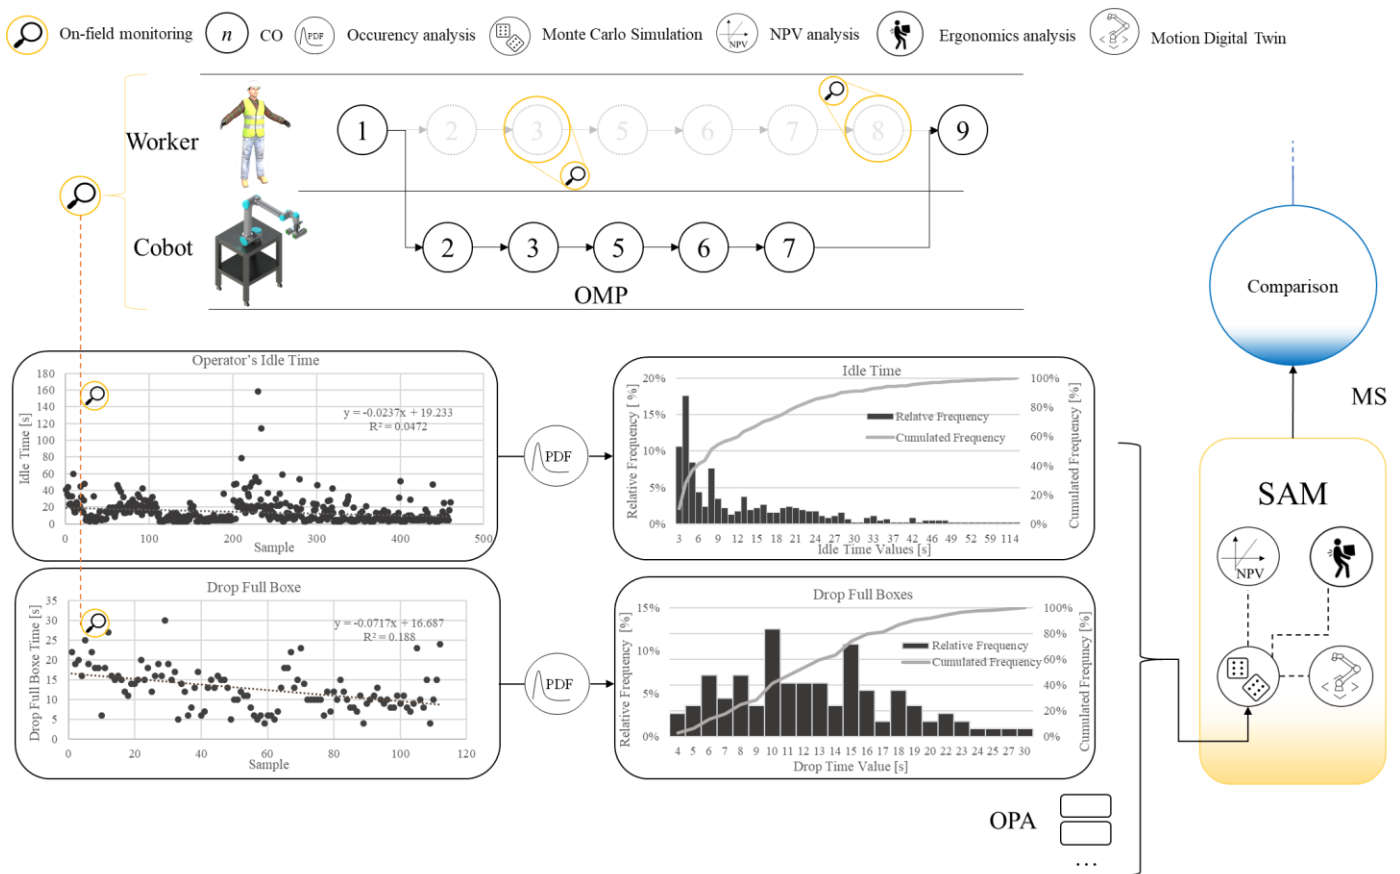 On-field monitoring
n
CO
PDF
Occurency analysis
Monte Carlo Simulation
NPV
NPV analysis
Ergonomics analysis
Motion Digital Twin
Worker
1
2
3
5
6
7
8
9
Cobot
2
3
5
6
7
OMP
Operator's Idle Time
Idle Time [s]
180
160
140
120
100
80
60
40
20
0
y = -0.0237x + 19.233
R² = 0.0472
0 100 200 300 400 500
Sample
PDF
Idle Time
Relative Frequency [ %]
20%
15%
10%
5%
0%
Relatve Frequency
Cumulated Frequency
100%
80%
60%
40%
20%
0%
Cumulated Frequency [%]
3 6 9 12 15 18 21 24 27 30 33 37 42 46 52 59 114
Idle Time Values [s]
Drop Full Boxe
Drop Full Boxe Time [s]
35
30
25
20
15
10
5
0
y = -0.0717x + 16.687
R² = 0.188
0 20 40 60 80 100 120
Sample
PDF
Drop Full Boxes
Relative Frequency [%]
15%
10%
5%
0%
Relative Frequency
Cumulated Frequency
100%
80%
60%
40%
20%
0%
Cumulated Frequncy [%]
4 5 6 7 8 9 10 11 12 13 14 15 16 17 18 19 20 22 23 24 25 27 30
Drop Time Value [s]
OPA
...
Comparison
MS
SAM
NPV